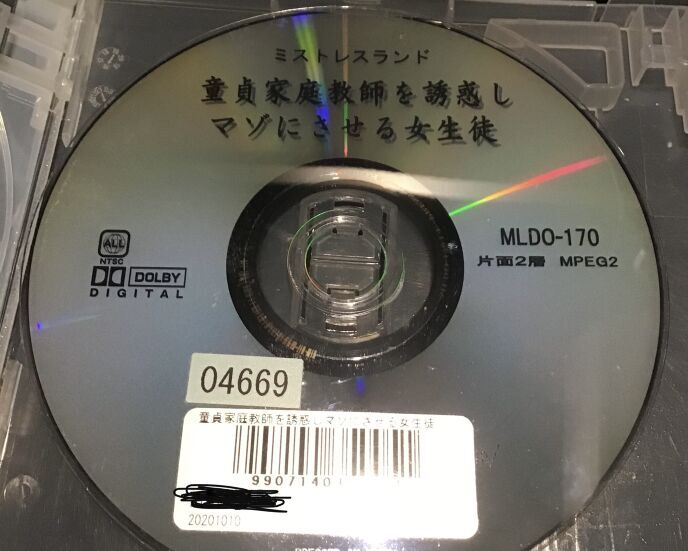 ミストレスランド
童貞家庭教師を誘惑し
マゾにさせる女生徒
ALL
NTSC
DOLBY
DIGITAL
MLDO-170
片面2層 MPEG2
04669
童貞家庭教師を誘惑しマゾにさせる女生徒
99071401
20201010